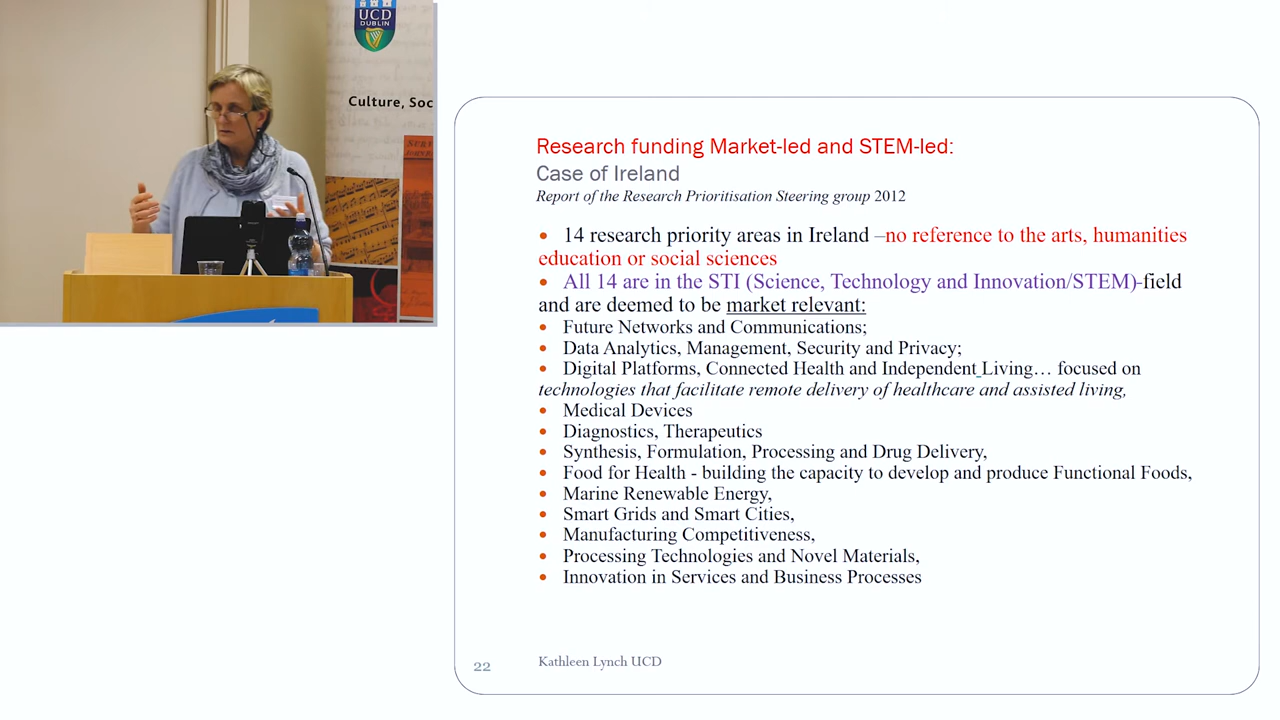 UCD
DUBLIN
Culture, Soc
Research funding Market-led and STEM-led:
Case of Ireland
Report of the Research Prioritisation Steering group 2012
• 14 research priority areas in Ireland –no reference to the arts, humanities
education or social sciences
• All 14 are in the STI (Science, Technology and Innovation/STEM)-field
and are deemed to be market relevant:
• Future Networks and Communications;
• Data Analytics, Management, Security and Privacy;
• Digital Platforms, Connected Health and Independent Living… focused on
technologies that facilitate remote delivery of healthcare and assisted living,
• Medical Devices
• Diagnostics, Therapeutics
• Synthesis, Formulation, Processing and Drug Delivery,
• Food for Health - building the capacity to develop and produce Functional Foods,
• Marine Renewable Energy,
• Smart Grids and Smart Cities,
• Manufacturing Competitiveness,
• Processing Technologies and Novel Materials,
• Innovation in Services and Business Processes
22
Kathleen Lynch UCD